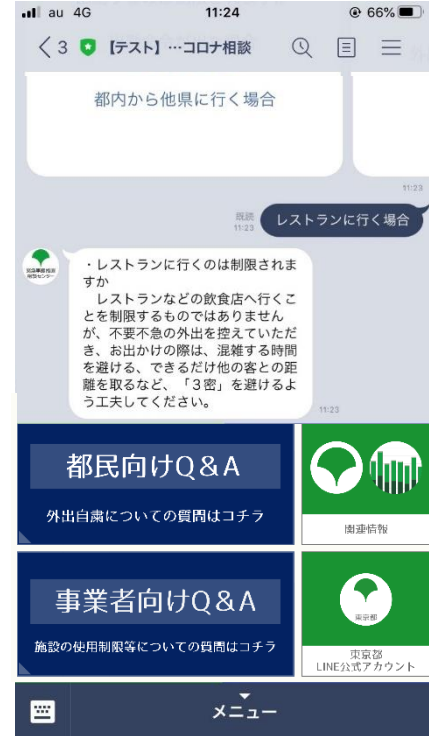 au 4G 11:24 66%
3 【テスト】…コロナ相談
都内から他県に行く場合
11:23
既読
11:23
レストランに行く場合
・レストランに行くのは制限されま
すか
レストランなどの飲食店へ行くこ
とを制限するものではありません
が、不要不急の外出を控えていただ
き、お出かけの際は、混雑する時間
を避ける、できるだけ他の客との距
離を取るなど、「３密」を避けるよ
う工夫してください。
11:23
都民向けＱ＆Ａ
外出自粛についての質問はコチラ
関連情報
事業者向けＱ＆Ａ
施設の使用制限等についての質問はコチラ
東京都
東京都
LINE公式アカウント
メニュー